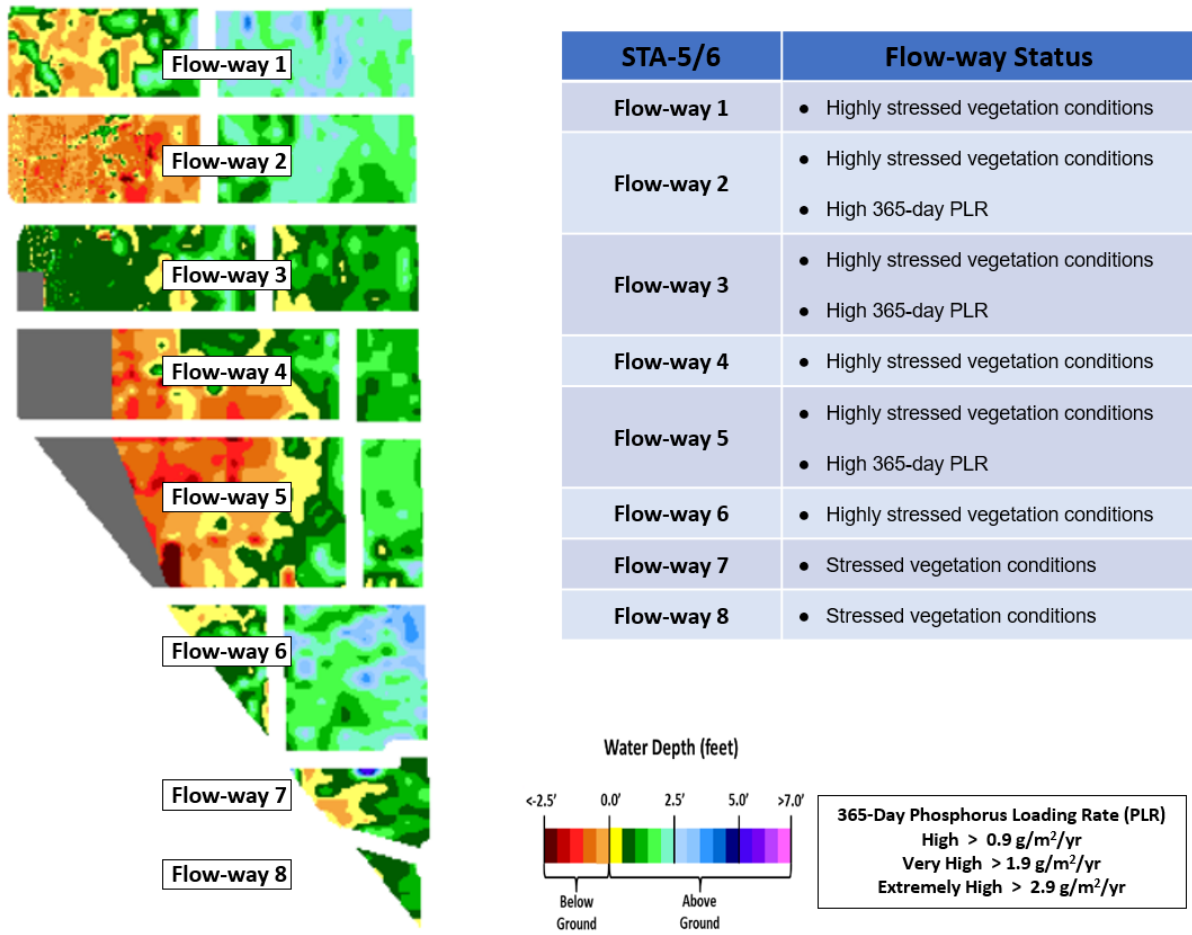 Flow-way 1
Flow-way 2
Flow-way 3
Flow-way 4
Flow-way 5
Flow-way 6
Flow-way 7
Flow-way 8
STA-5/6 Flow-way Status
Flow-way 1 ● Highly stressed vegetation conditions
Flow-way 2 ● Highly stressed vegetation conditions
● High 365-day PLR
Flow-way 3 ● Highly stressed vegetation conditions
● High 365-day PLR
Flow-way 4 ● Highly stressed vegetation conditions
Flow-way 5 ● Highly stressed vegetation conditions
● High 365-day PLR
Flow-way 6 ● Highly stressed vegetation conditions
Flow-way 7 ● Stressed vegetation conditions
Flow-way 8 ● Stressed vegetation conditions
Water Depth (feet)
<-2.5' 0.0' 2.5' 5.0' >7.0'
Below Ground
Above Ground
365-Day Phosphorus Loading Rate (PLR)
High > 0.9 g/m²/yr
Very High > 1.9 g/m²/yr
Extremely High > 2.9 g/m²/yr